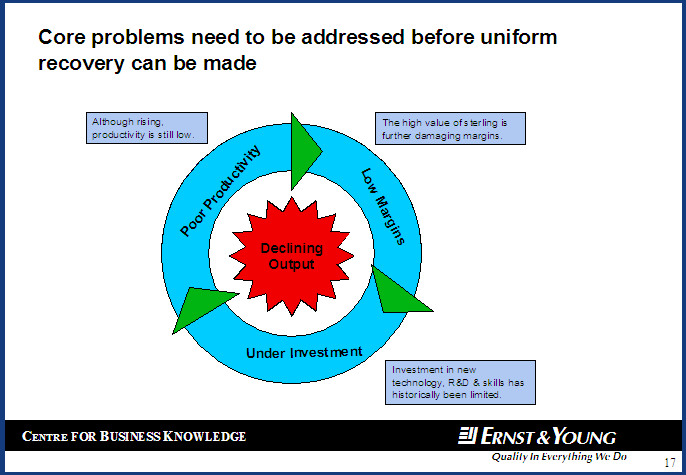 Core problems need to be addressed before uniform
recovery can be made
Although rising,
productivity is still low.
The high value of sterling is
further damaging margins.
Poor Productivity
Low Margins
Declining
Output
Under Investment
Investment in new
technology, R&D & skills has
historically been limited.
CENTRE FOR BUSINESS KNOWLEDGE
ERNST & YOUNG
Quality In Everything We Do
17